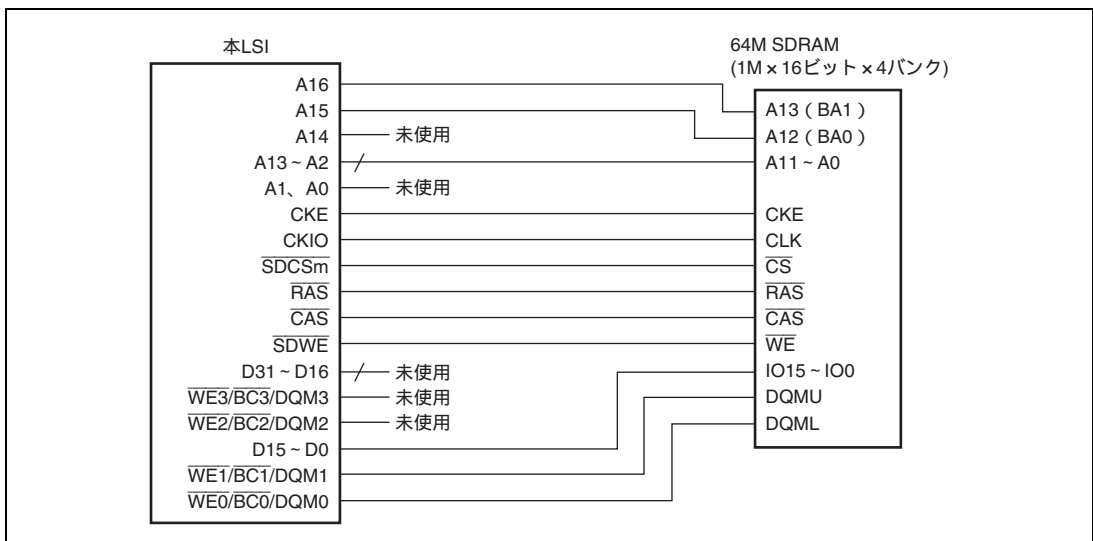 本LSI
64M SDRAM
(1M×16ビット×4バンク)
A16
A15
A14
未使用
A13~A2
A1、A0
未使用
CKE
CKIO
SDCSm
RAS
CAS
SDWE
D31~D16
未使用
WE3/BC3/DQM3
未使用
WE2/BC2/DQM2
未使用
D15~D0
WE1/BC1/DQM1
WE0/BC0/DQM0
A13(BA1)
A12(BA0)
A11~A0
CKE
CLK
CS
RAS
CAS
WE
IO15~IO0
DQMU
DQML